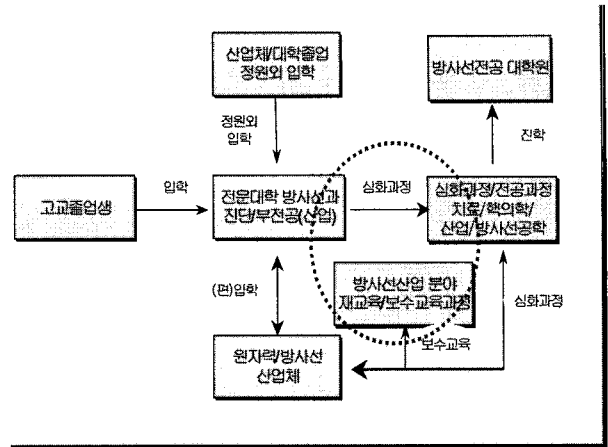 산업체/대학졸업
정원외 입학
방사선전공 대학원
정원외
입학
진학
고교졸업생
입학
전문대학 방사선과
진단/부전공(산업)
심화과정
심화과정/전공과정
치료/핵의학/
산업/방사선공학
(편)입학
방사선산업 분야
재교육/보수교육과정
심화과정
원자력/방사선
산업체
보수교육